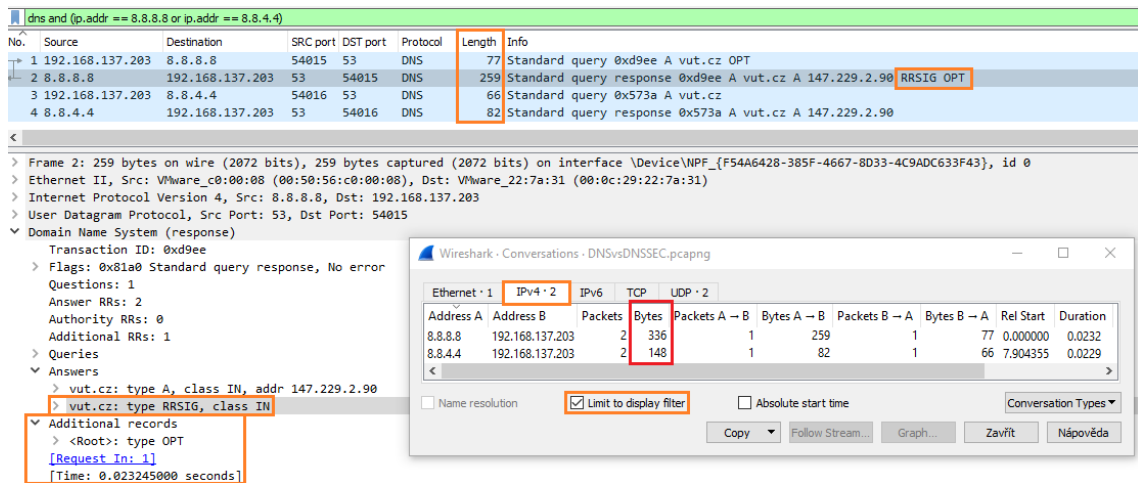 dns and (ip.addr == 8.8.8.8 or ip.addr == 8.8.4.4)
No. Source Destination SRC port DST port Protocol Length Info
1 192.168.137.203 8.8.8.8 54015 53 DNS 77 Standard query 0xd9ee A vut.cz OPT
2 8.8.8.8 192.168.137.203 53 54015 DNS 259 Standard query response 0xd9ee A vut.cz A 147.229.2.90 RRSIG OPT
3 192.168.137.203 8.8.4.4 54016 53 DNS 66 Standard query 0x573a A vut.cz
4 8.8.4.4 192.168.137.203 53 54016 DNS 82 Standard query response 0x573a A vut.cz A 147.229.2.90
Frame 2: 259 bytes on wire (2072 bits), 259 bytes captured (2072 bits) on interface \Device\NPF_{F54A6428-385F-4667-8D33-4C9ADC633F43}, id 0
Ethernet II, Src: VMware_c0:00:08 (00:50:56:c0:00:08), Dst: VMware_22:7a:31 (00:0c:29:22:7a:31)
Internet Protocol Version 4, Src: 8.8.8.8, Dst: 192.168.137.203
User Datagram Protocol, Src Port: 53, Dst Port: 54015
Domain Name System (response)
Transaction ID: 0xd9ee
Flags: 0x81a0 Standard query response, No error
Questions: 1
Answer RRs: 2
Authority RRs: 0
Additional RRs: 1
Queries
Answers
vut.cz: type A, class IN, addr 147.229.2.90
vut.cz: type RRSIG, class IN
Additional records
<Root>: type OPT
[Request In: 1]
[Time: 0.023245000 seconds]
Wireshark · Conversations · DNSvsDNSSEC.pcapng
Ethernet · 1 IPv4 · 2 IPv6 TCP UDP · 2
Address A Address B Packets Bytes Packets A → B Bytes A → B Packets B → A Bytes B → A Rel Start Duration
8.8.8.8 192.168.137.203 2 336 1 259 1 77 0.000000 0.0232
8.8.4.4 192.168.137.203 2 148 1 82 1 66 7.904355 0.0229
Name resolution Limit to display filter Absolute start time Conversation Types
Copy Follow Stream... Graph... Zavřít Nápověda